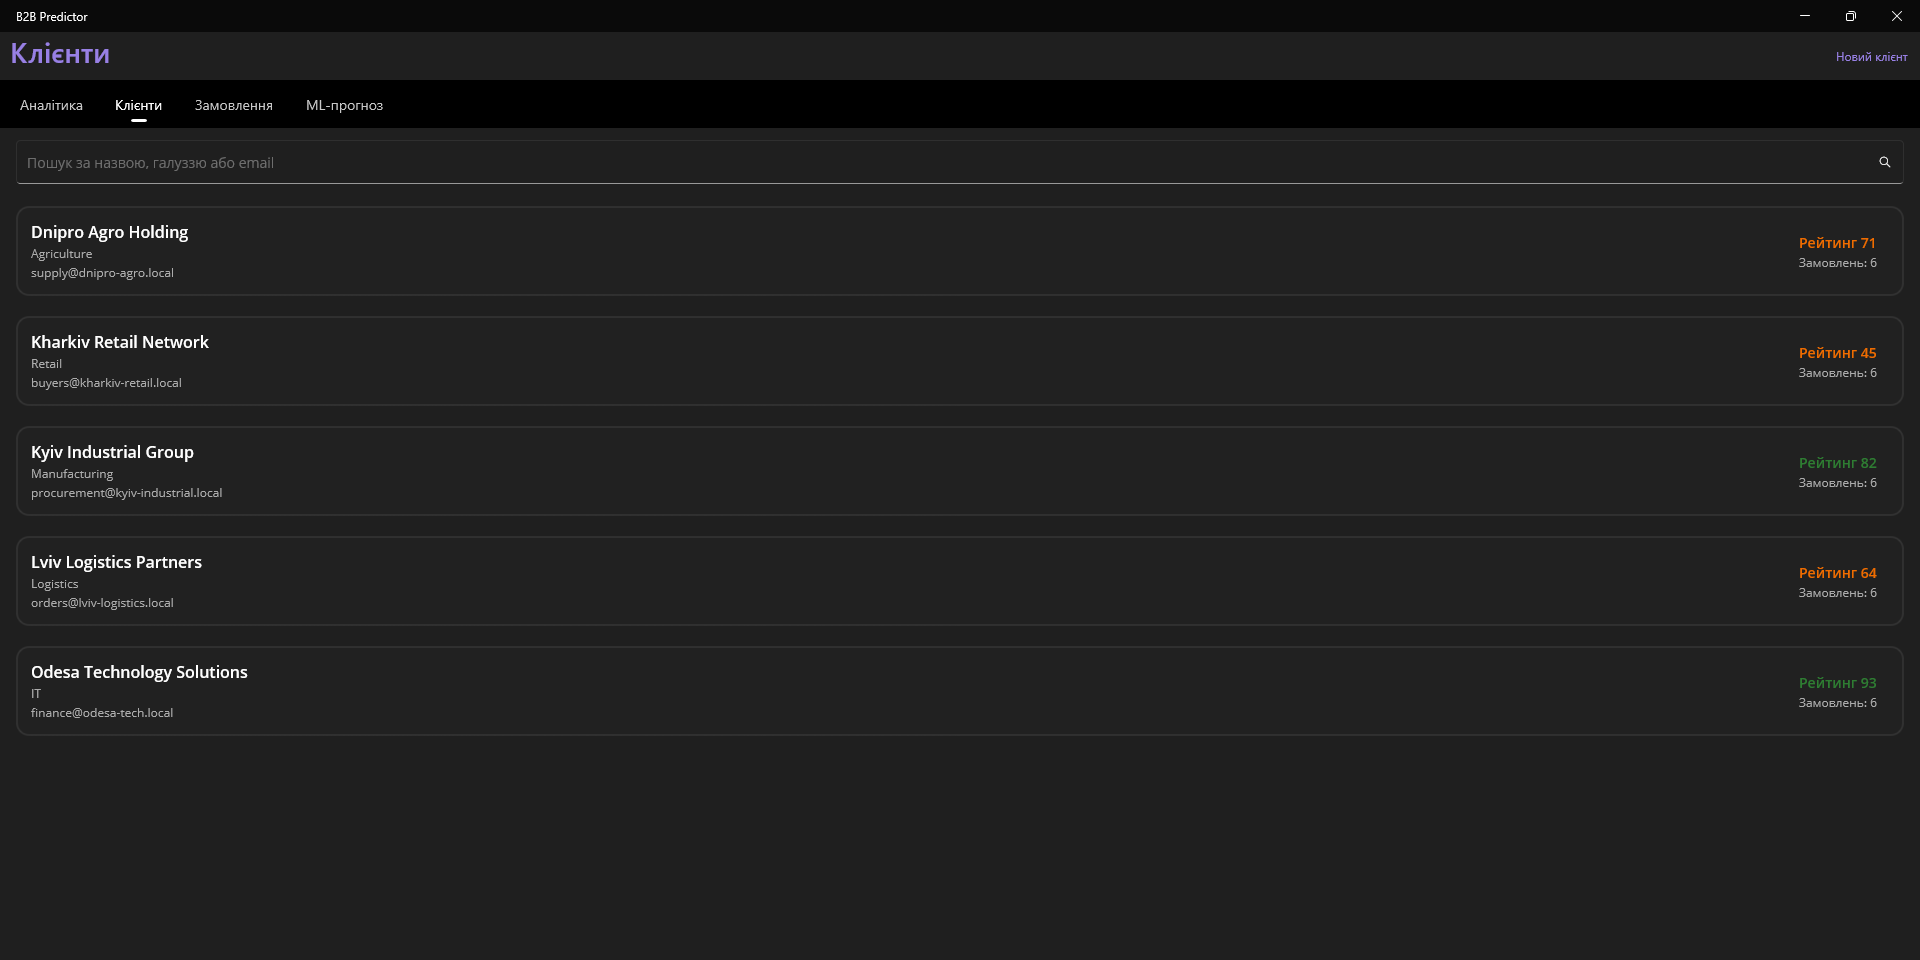 B2B Predictor
Клієнти
Новий клієнт
Аналітика Клієнти Замовлення ML-прогноз
Пошук за назвою, галуззю або email
Dnipro Agro Holding
Agriculture
supply@dnipro-agro.local
Рейтинг 71
Замовлень: 6
Kharkiv Retail Network
Retail
buyers@kharkiv-retail.local
Рейтинг 45
Замовлень: 6
Kyiv Industrial Group
Manufacturing
procurement@kyiv-industrial.local
Рейтинг 82
Замовлень: 6
Lviv Logistics Partners
Logistics
orders@lviv-logistics.local
Рейтинг 64
Замовлень: 6
Odesa Technology Solutions
IT
finance@odesa-tech.local
Рейтинг 93
Замовлень: 6